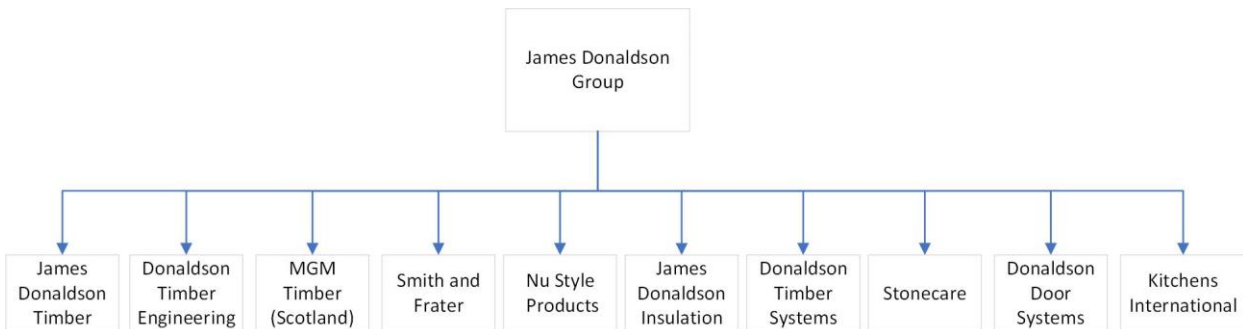 James Donaldson
Group
James
Donaldson
Timber
Donaldson
Timber
Engineering
MGM
Timber
(Scotland)
Smith and
Frater
Nu Style
Products
James
Donaldson
Insulation
Donaldson
Timber
Systems
Stonecare
Donaldson
Door
Systems
Kitchens
International